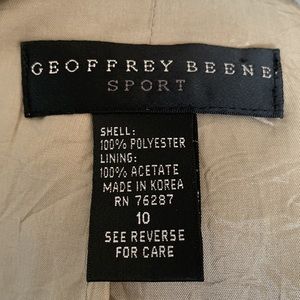 GEOFFREY BEENE
SPORT
SHELL:
100% POLYESTER
LINING:
100% ACETATE
MADE IN KOREA
RN 76287
10
SEE REVERSE
FOR CARE